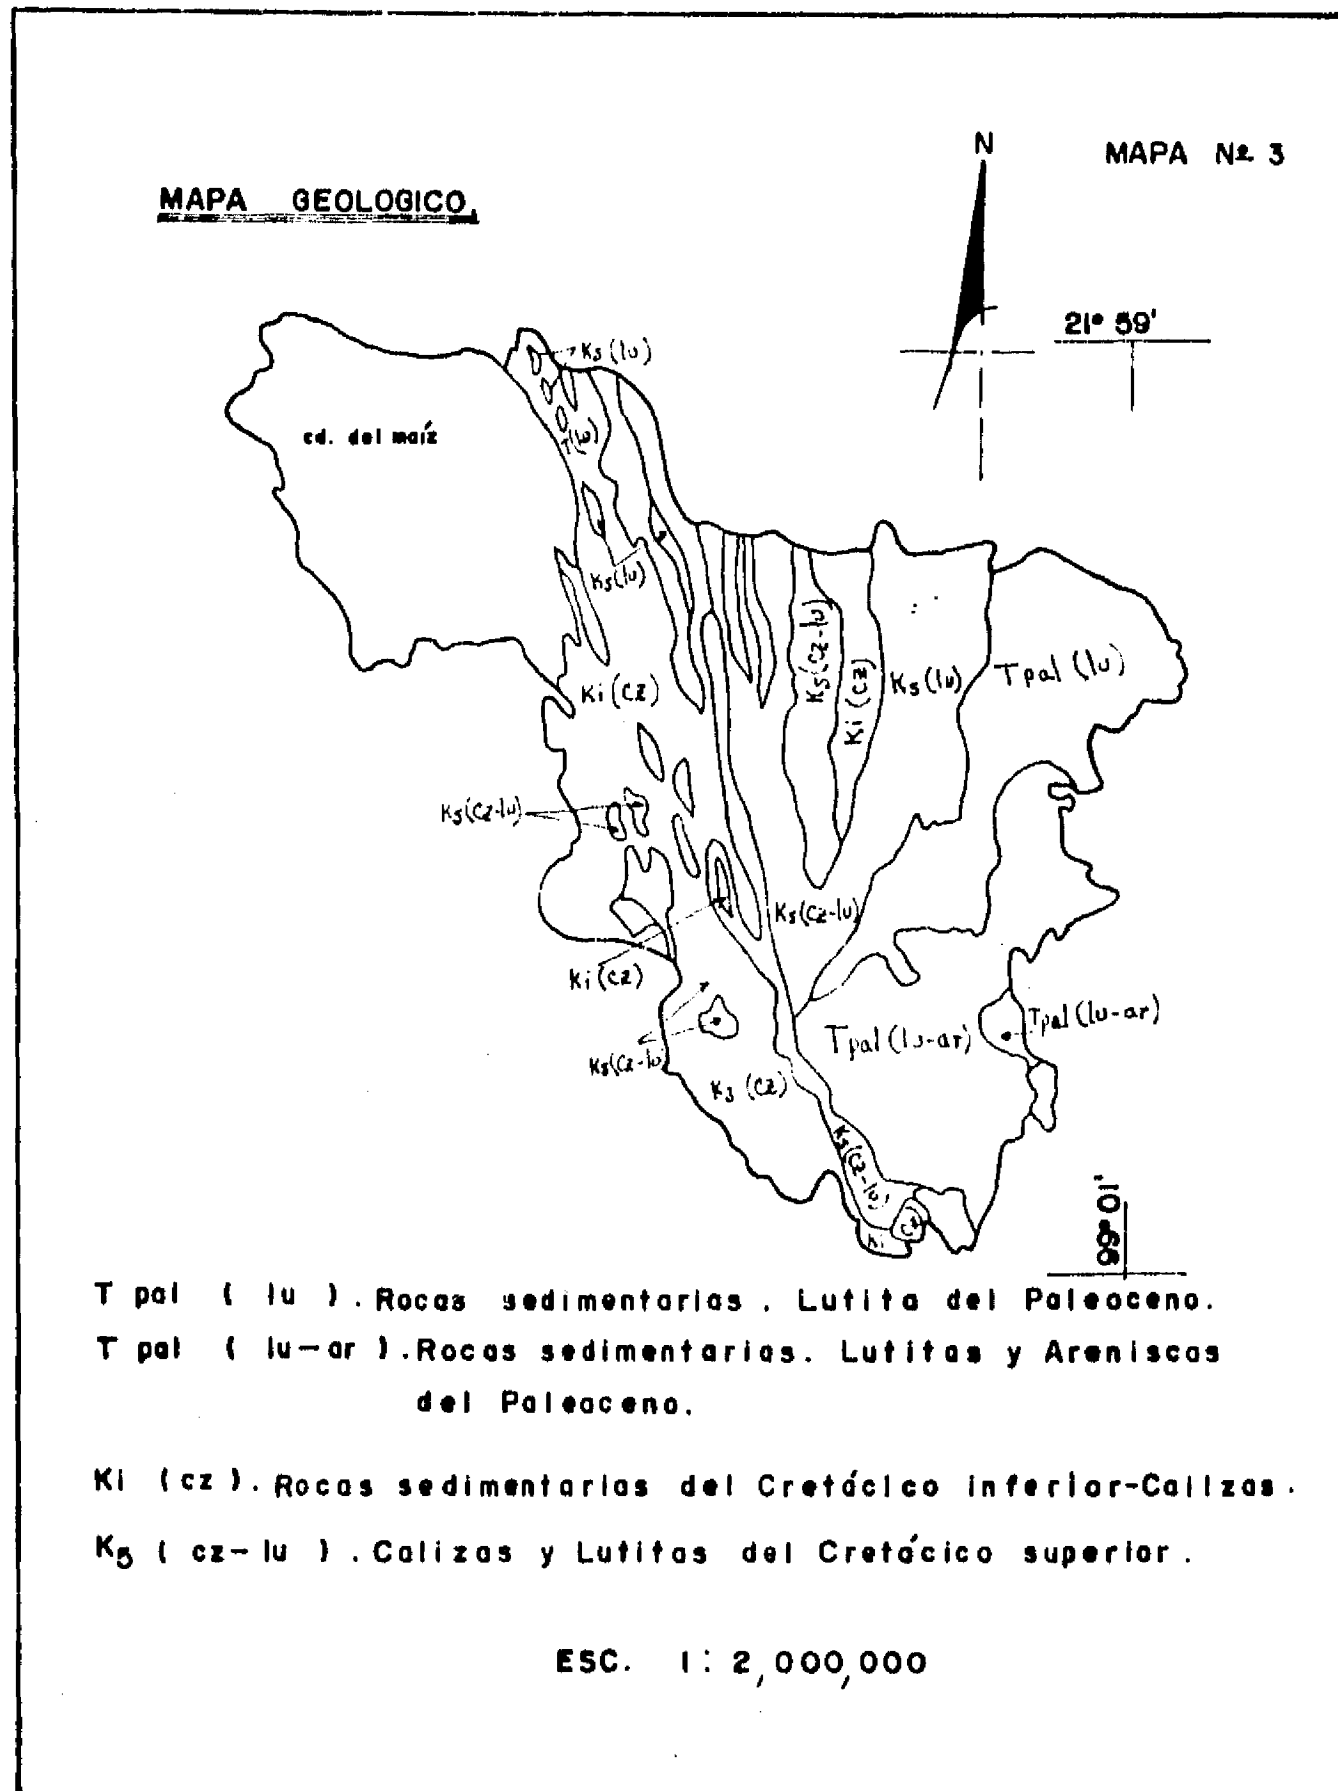 MAPA Nº 3
MAPA GEOLOGICO.
N
21° 59'
Ks (lu)
cd. del maíz
T(lu)
Ks(lu)
Ks(cz-lu)
Ki (cz)
Ks (lu)
Tpal (lu)
Ki (cz)
Ks(cz-lu)
Ks(cz-lu)
Ki (cz)
Tpal (lu-ar)
Tpal (lu-ar)
Ks(cz-lu)
Ks (cz)
Ks(cz-lu)
Ki
cz
99° 01'
T pal ( lu ). Rocas sedimentarias. Lutita del Paleoceno.
T pal ( lu-ar ). Rocas sedimentarias. Lutitas y Areniscas
del Paleaceno.
Ki (cz). Rocas sedimentarias del Cretácico inferior-Calizas.
K5 ( cz-lu ). Calizas y Lutitas del Cretácico superior.
ESC. 1: 2,000,000